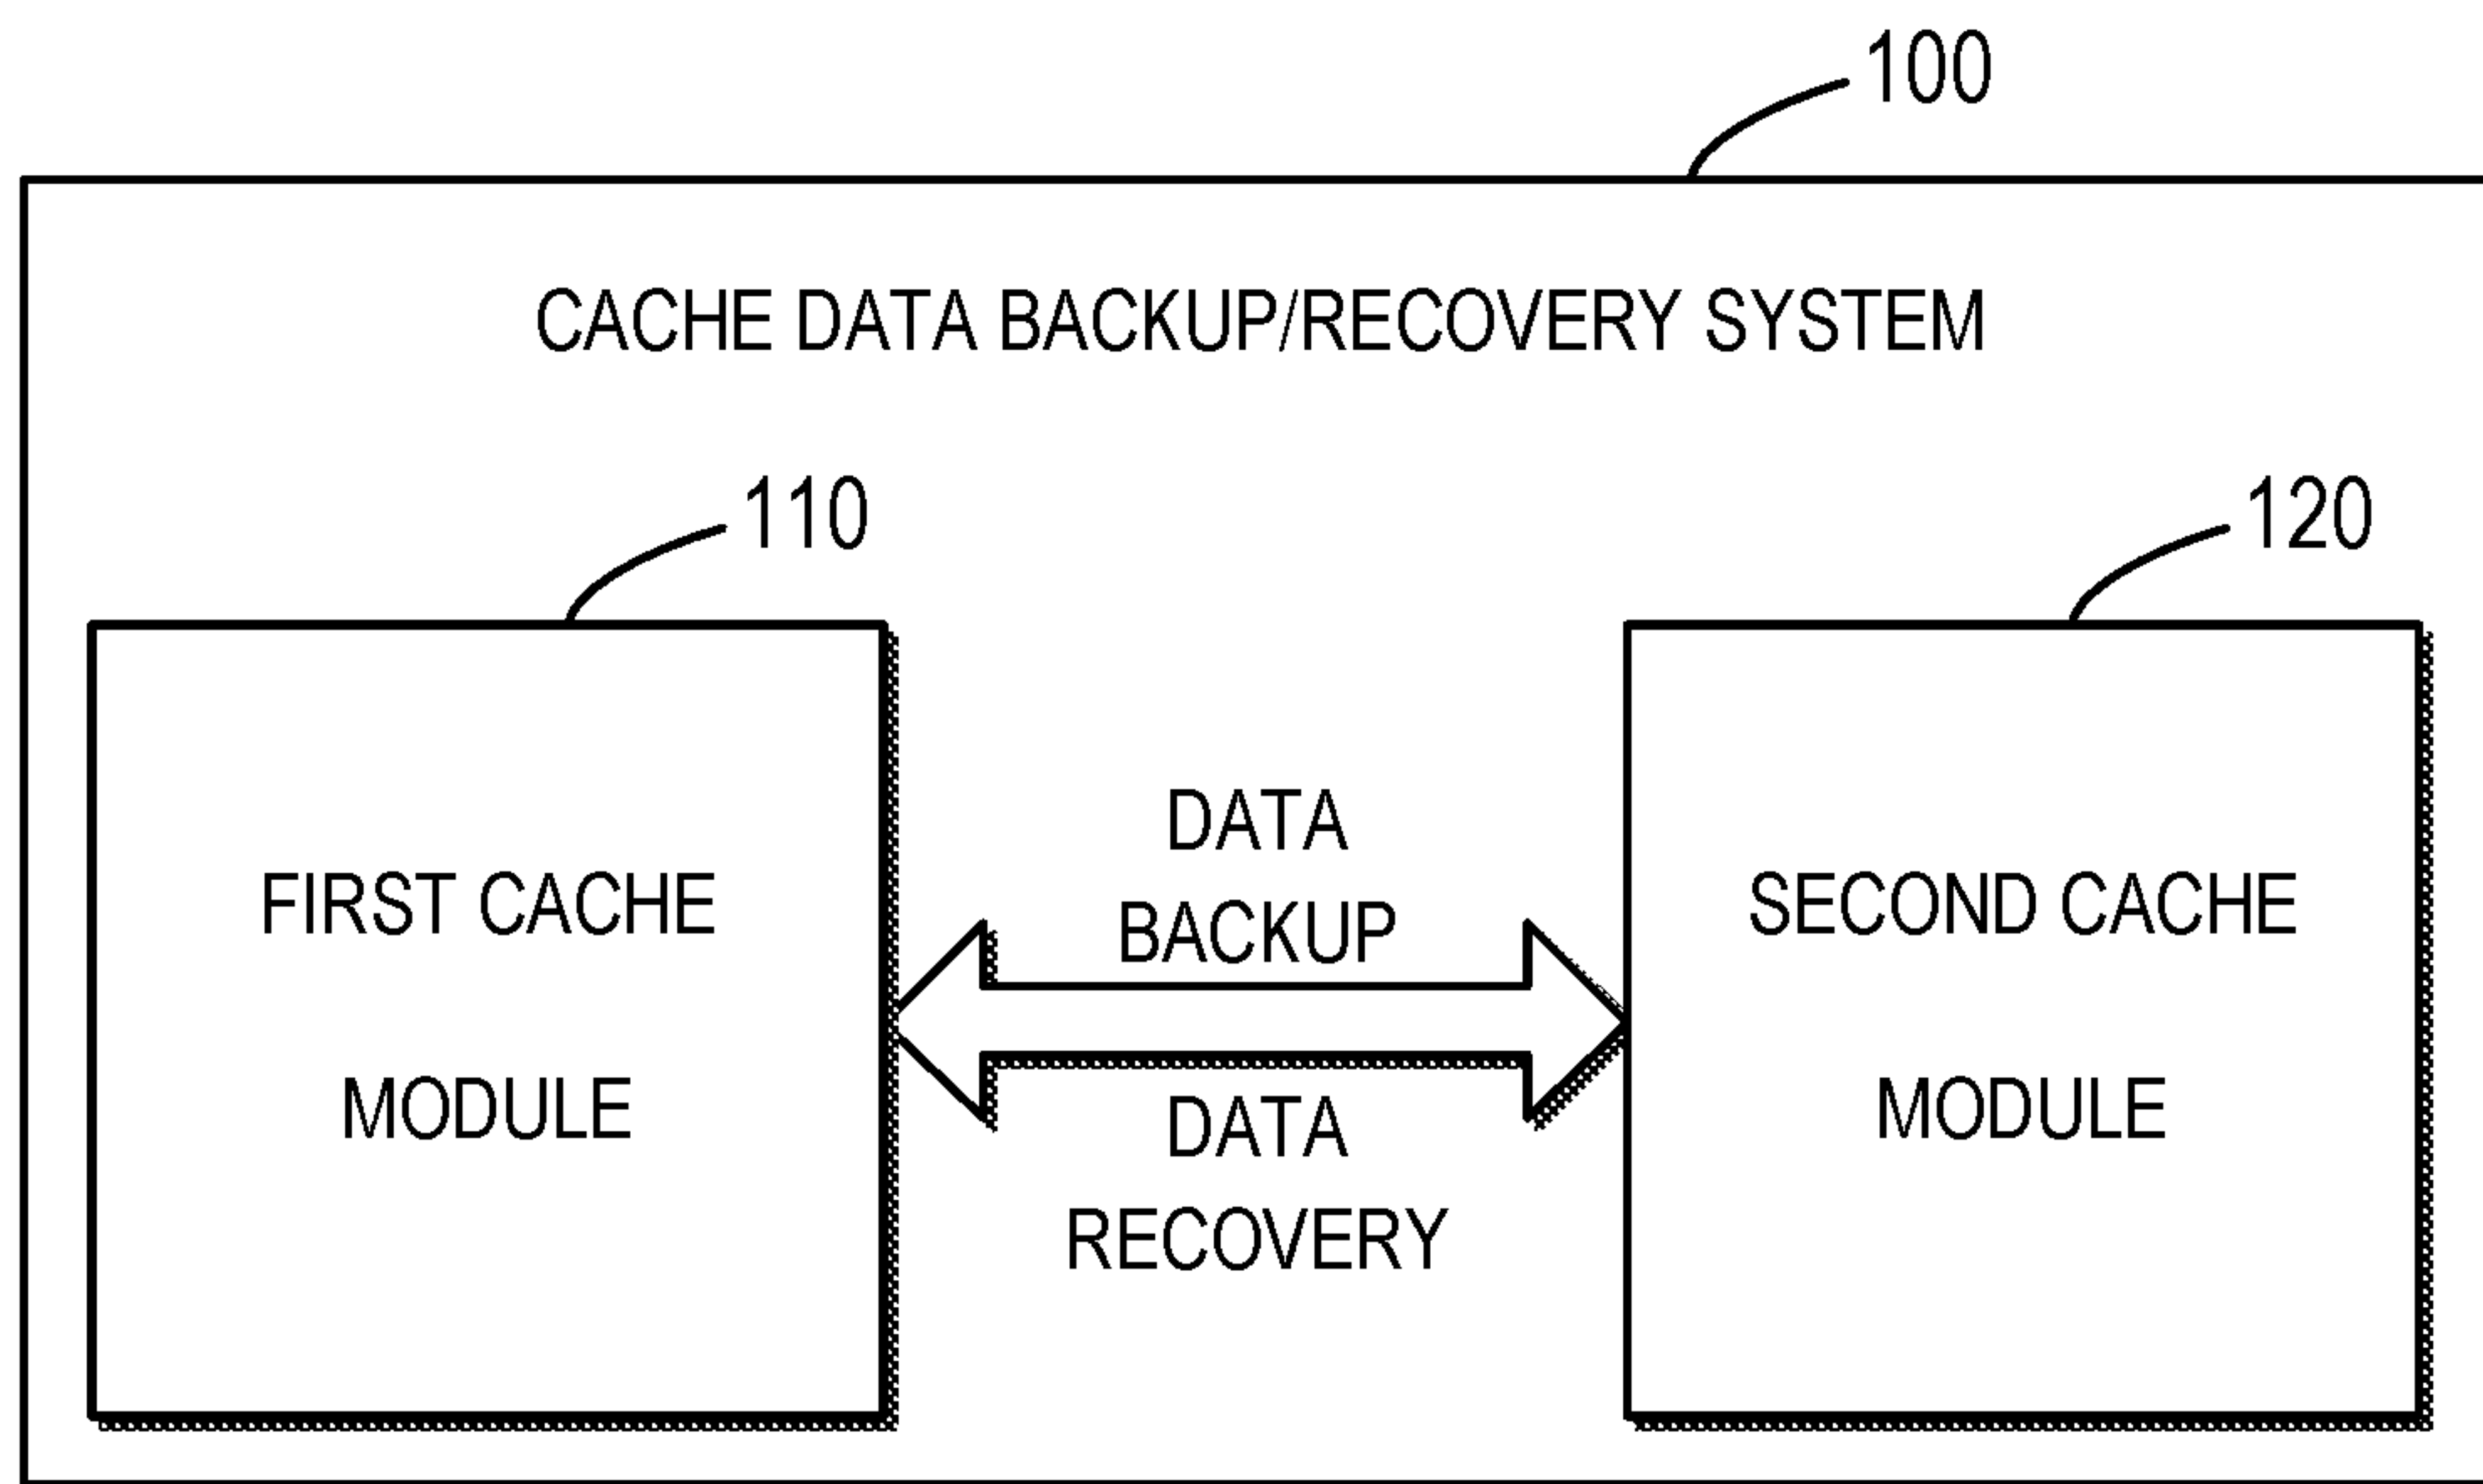 100
CACHE DATA BACKUP/RECOVERY SYSTEM
110
120
FIRST CACHE
MODULE
DATA
BACKUP
DATA
RECOVERY
SECOND CACHE
MODULE